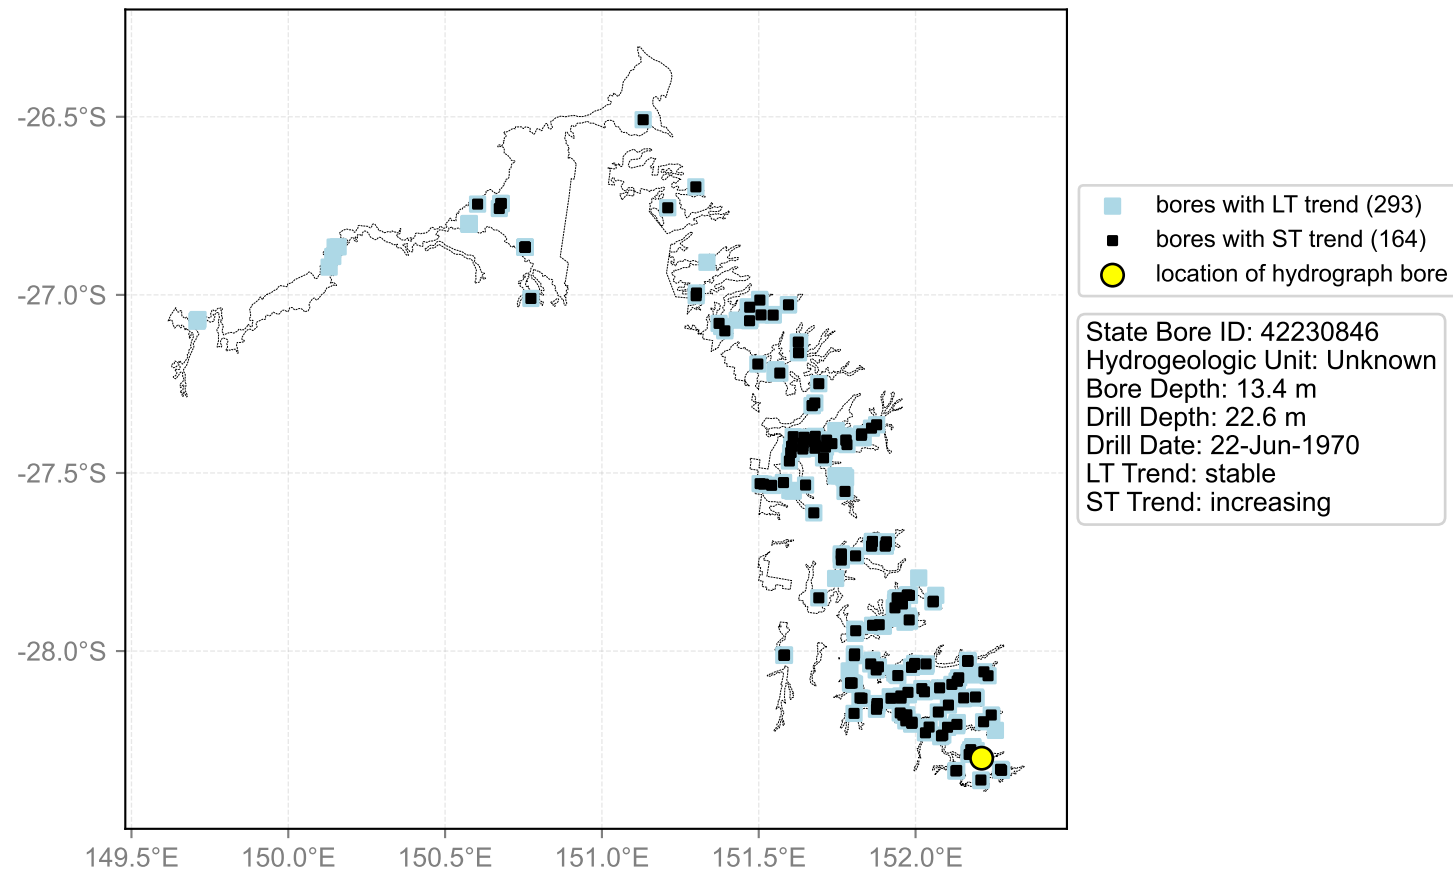 -26.5°S
-27.0°S
-27.5°S
-28.0°S
149.5°E
150.0°E
150.5°E
151.0°E
151.5°E
152.0°E
bores with LT trend (293)
bores with ST trend (164)
location of hydrograph bore
State Bore ID: 42230846
Hydrogeologic Unit: Unknown
Bore Depth: 13.4 m
Drill Depth: 22.6 m
Drill Date: 22-Jun-1970
LT Trend: stable
ST Trend: increasing